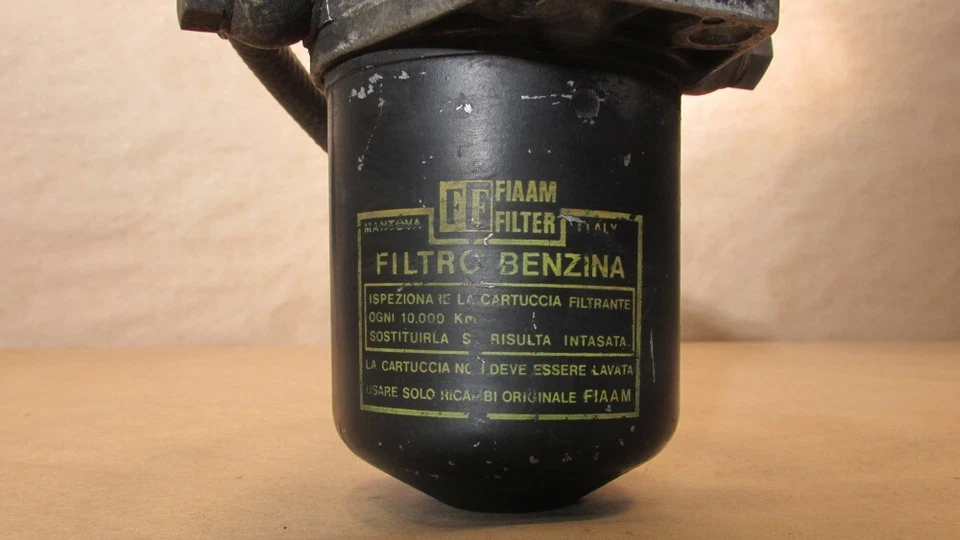 FF FIAAM
FILTER
MANTOVA ITALY
FILTRO BENZINA
ISPEZIONARE LA CARTUCCIA FILTRANTE
OGNI 10.000 Km
SOSTITUIRLA SE RISULTA INTASATA.
LA CARTUCCIA NON DEVE ESSERE LAVATA
USARE SOLO RICAMBI ORIGINALE FIAAM